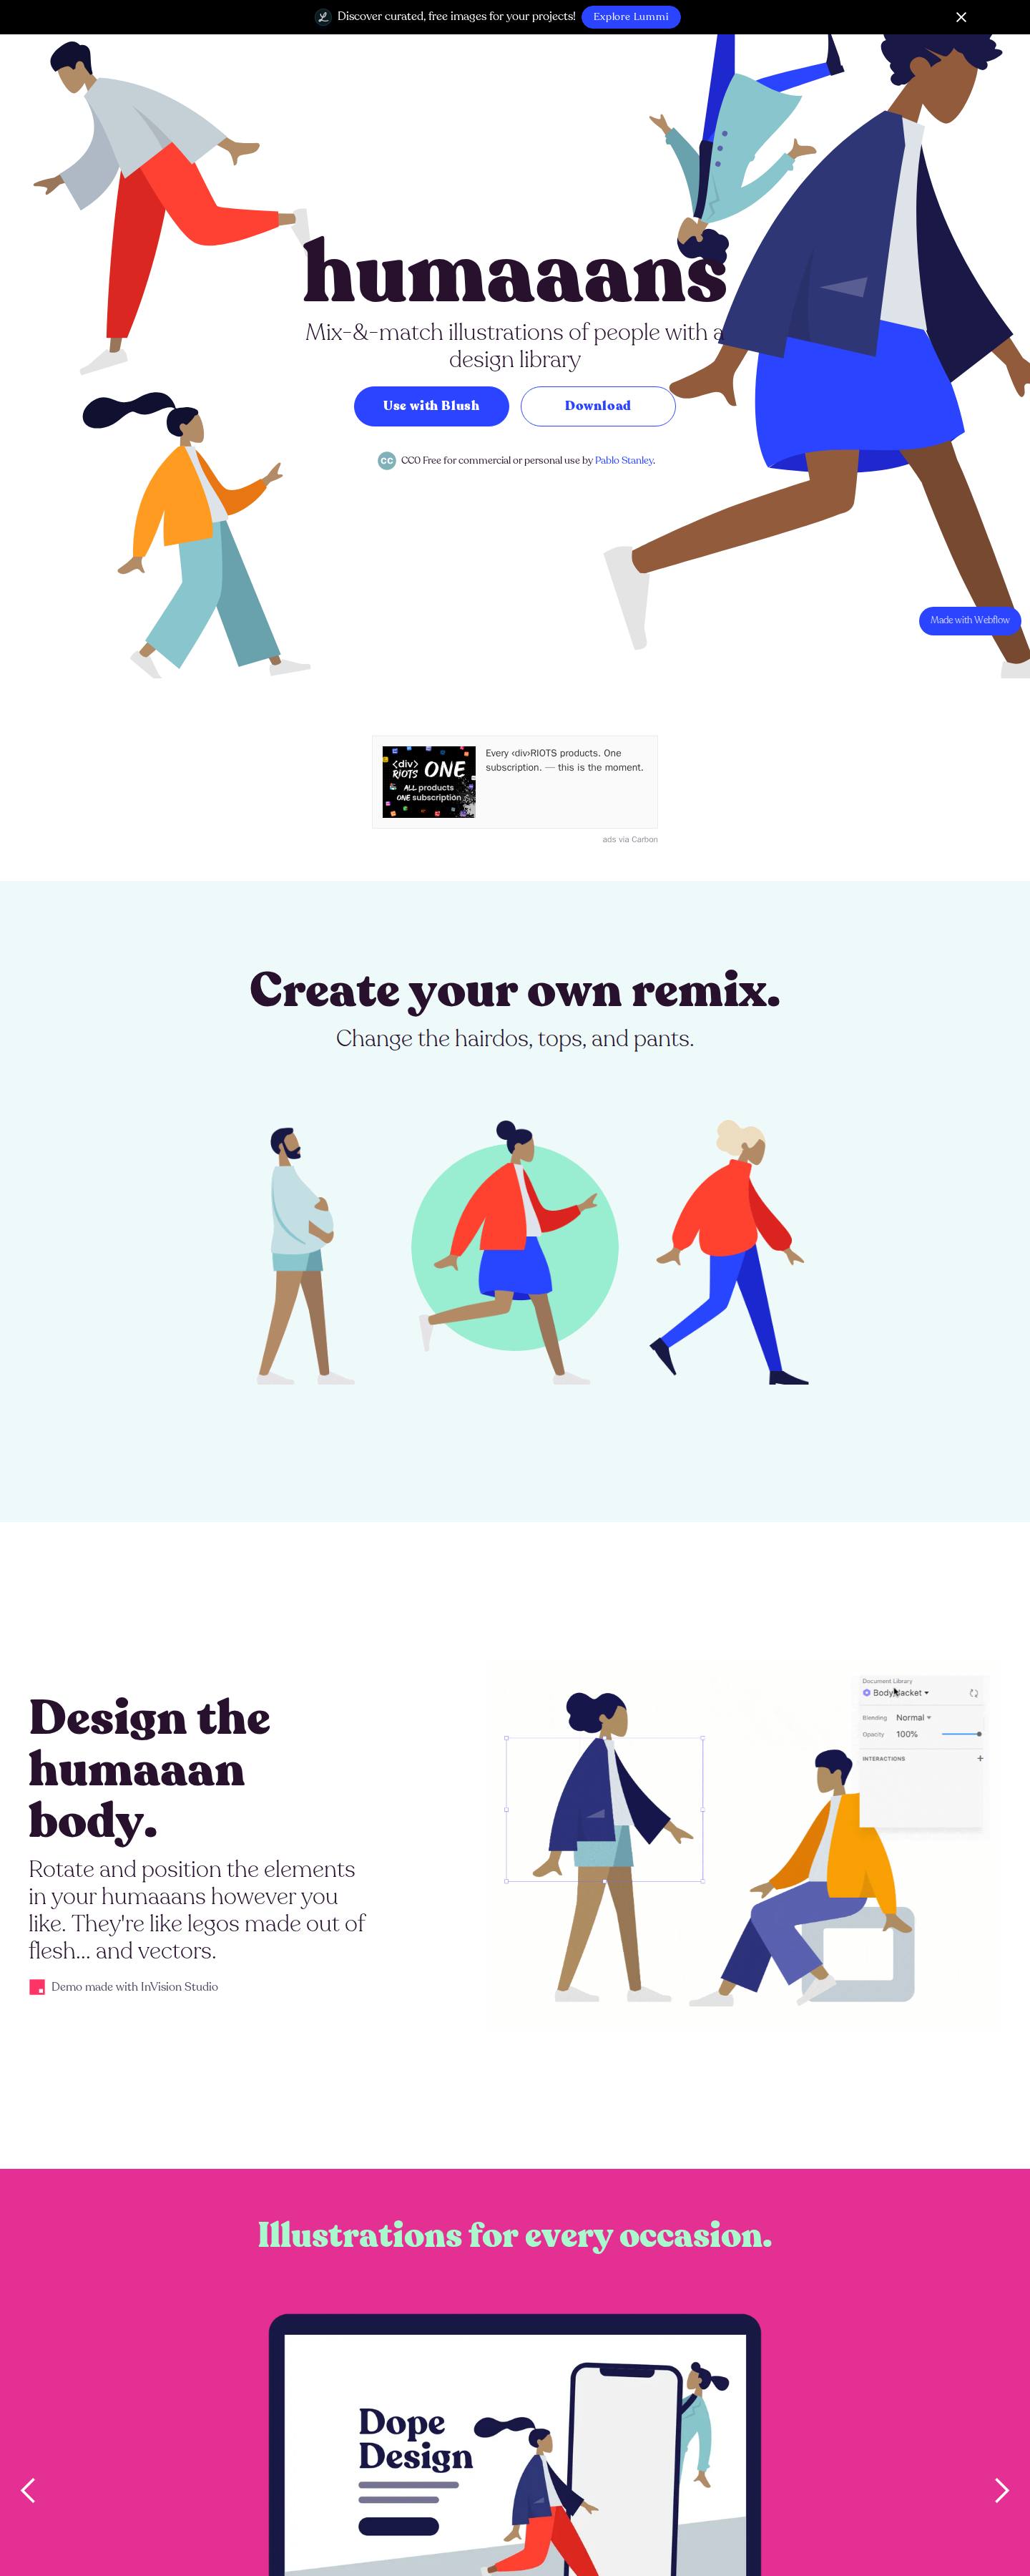 Discover curated, free images for your projects! Explore Lummi
humaaans
Mix-&-match illustrations of people with a
design library
Use with Blush
Download
CC CC0 Free for commercial or personal use by Pablo Stanley.
Made with Webflow
<div>
RIOTS ONE
ALL products
ONE subscription
Every ‹div›RIOTS products. One
subscription. — this is the moment.
ads via Carbon
Create your own remix.
Change the hairdos, tops, and pants.
Document Library
Body/Jacket
Blending Normal
Opacity 100%
INTERACTIONS +
Design the
humaaan
body.
Rotate and position the elements
in your humaaans however you
like. They're like legos made out of
flesh... and vectors.
Demo made with InVision Studio
Illustrations for every occasion.
Dope
Design